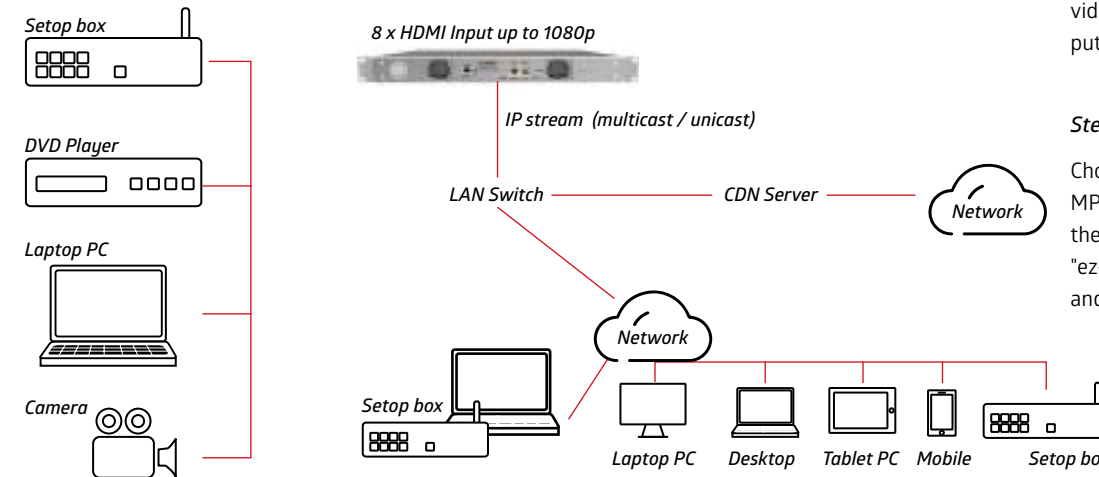 Setop box
DVD Player
Laptop PC
Camera
8 x HDMI Input up to 1080p
IP stream (multicast / unicast)
LAN Switch
CDN Server
Network
Network
Setop box
Laptop PC
Desktop
Tablet PC
Mobile
Setop bo
vid
put
Ste
Cho
MP
the
"ez-
and